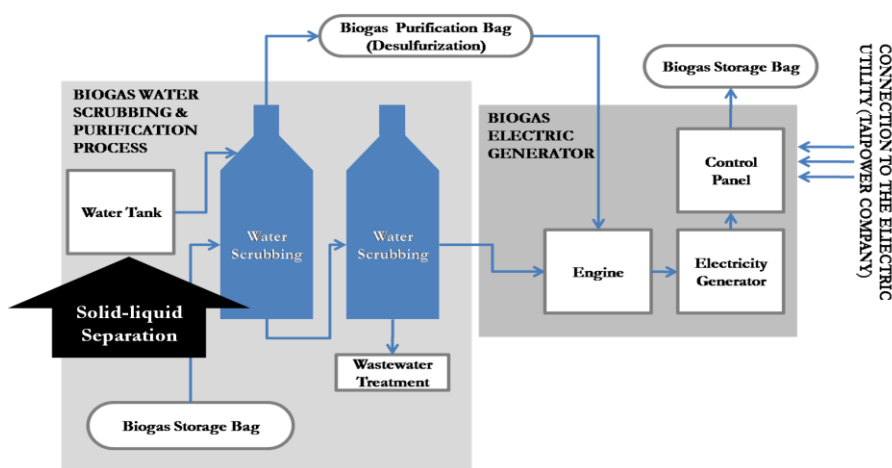 Biogas Purification Bag
(Desulfurization)
Biogas Storage Bag
CONNECTION TO THE ELECTRIC
UTILITY (TAIPOWER COMPANY)
BIOGAS WATER
SCRUBBING &
PURIFICATION
PROCESS
BIOGAS
ELECTRIC
GENERATOR
Control
Panel
Water Tank
Water
Scrubbing
Water
Scrubbing
Engine
Electricity
Generator
Solid-liquid
Separation
Wastewater
Treatment
Biogas Storage Bag